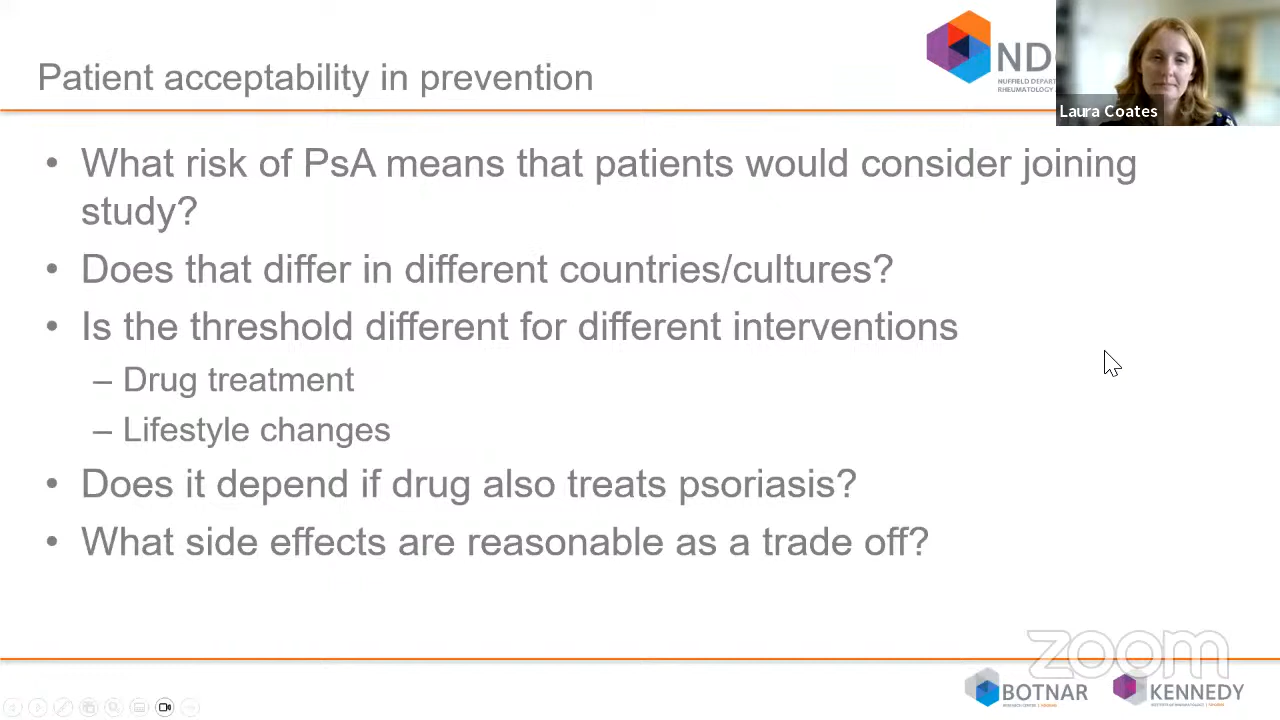 Patient acceptability in prevention
ND
NUFFIELD DEPART
RHEUMATOLOGY
Laura Coates
• What risk of PsA means that patients would consider joining
study?
• Does that differ in different countries/cultures?
• Is the threshold different for different interventions
– Drug treatment
– Lifestyle changes
• Does it depend if drug also treats psoriasis?
• What side effects are reasonable as a trade off?
zoom
BOTNAR
KENNEDY